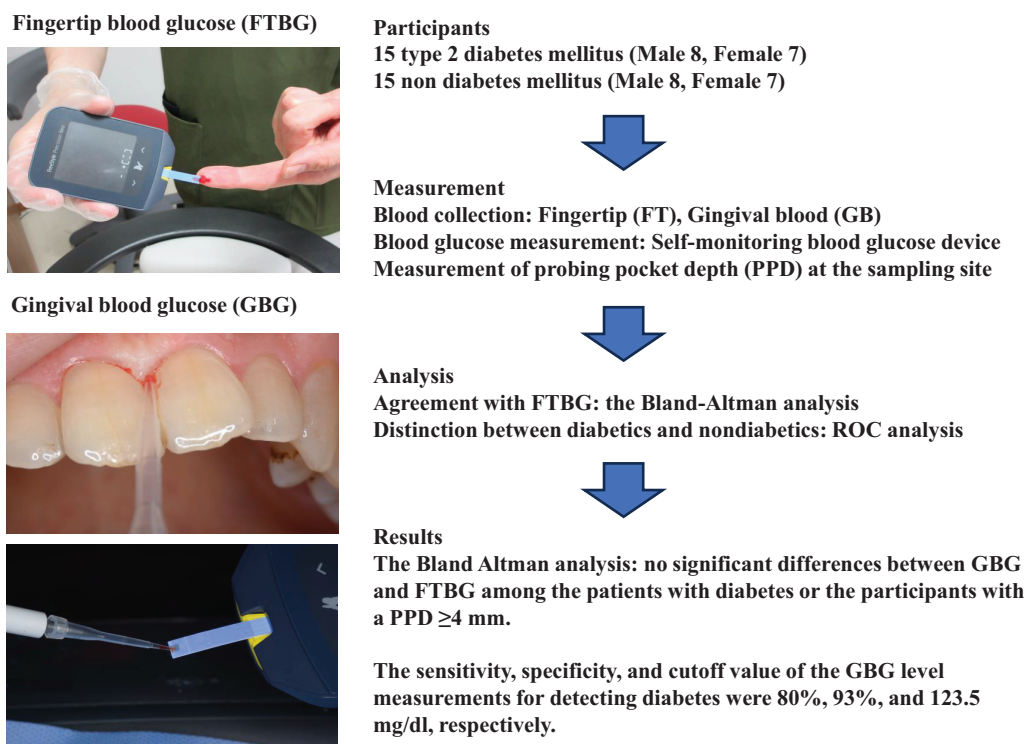 Fingertip blood glucose (FTBG)
Participants
15 type 2 diabetes mellitus (Male 8, Female 7)
15 non diabetes mellitus (Male 8, Female 7)
Measurement
Blood collection: Fingertip (FT), Gingival blood (GB)
Blood glucose measurement: Self-monitoring blood glucose device
Measurement of probing pocket depth (PPD) at the sampling site
Gingival blood glucose (GBG)
Analysis
Agreement with FTBG: the Bland-Altman analysis
Distinction between diabetics and nondiabetics: ROC analysis
Results
The Bland Altman analysis: no significant differences between GBG
and FTBG among the patients with diabetes or the participants with
a PPD ≥4 mm.
The sensitivity, specificity, and cutoff value of the GBG level
measurements for detecting diabetes were 80%, 93%, and 123.5
mg/dl, respectively.